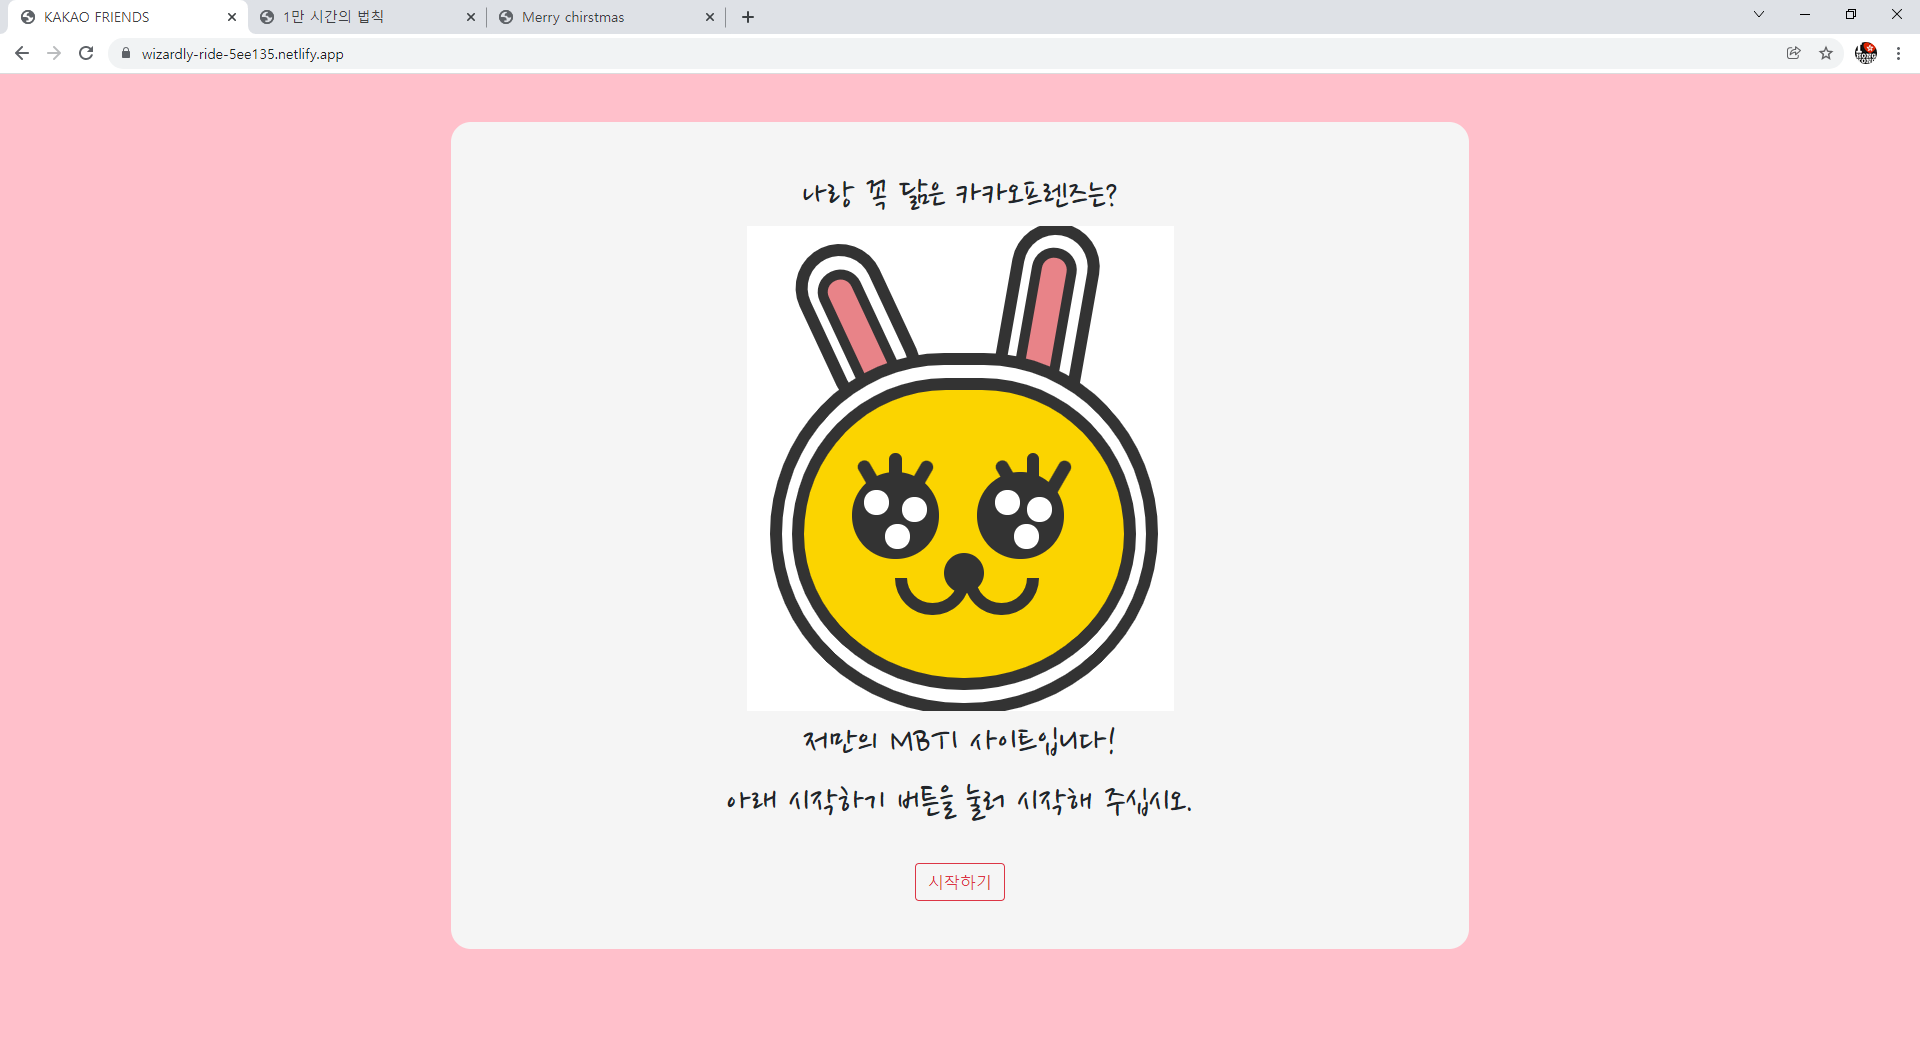 KAKAO FRIENDS
1만 시간의 법칙
Merry chirstmas
wizardly-ride-5ee135.netlify.app
나랑 꼭 닮은 카카오프렌즈는?
저만의 MBTI 사이트입니다!
아래 시작하기 버튼을 눌러 시작해 주십시오.
시작하기